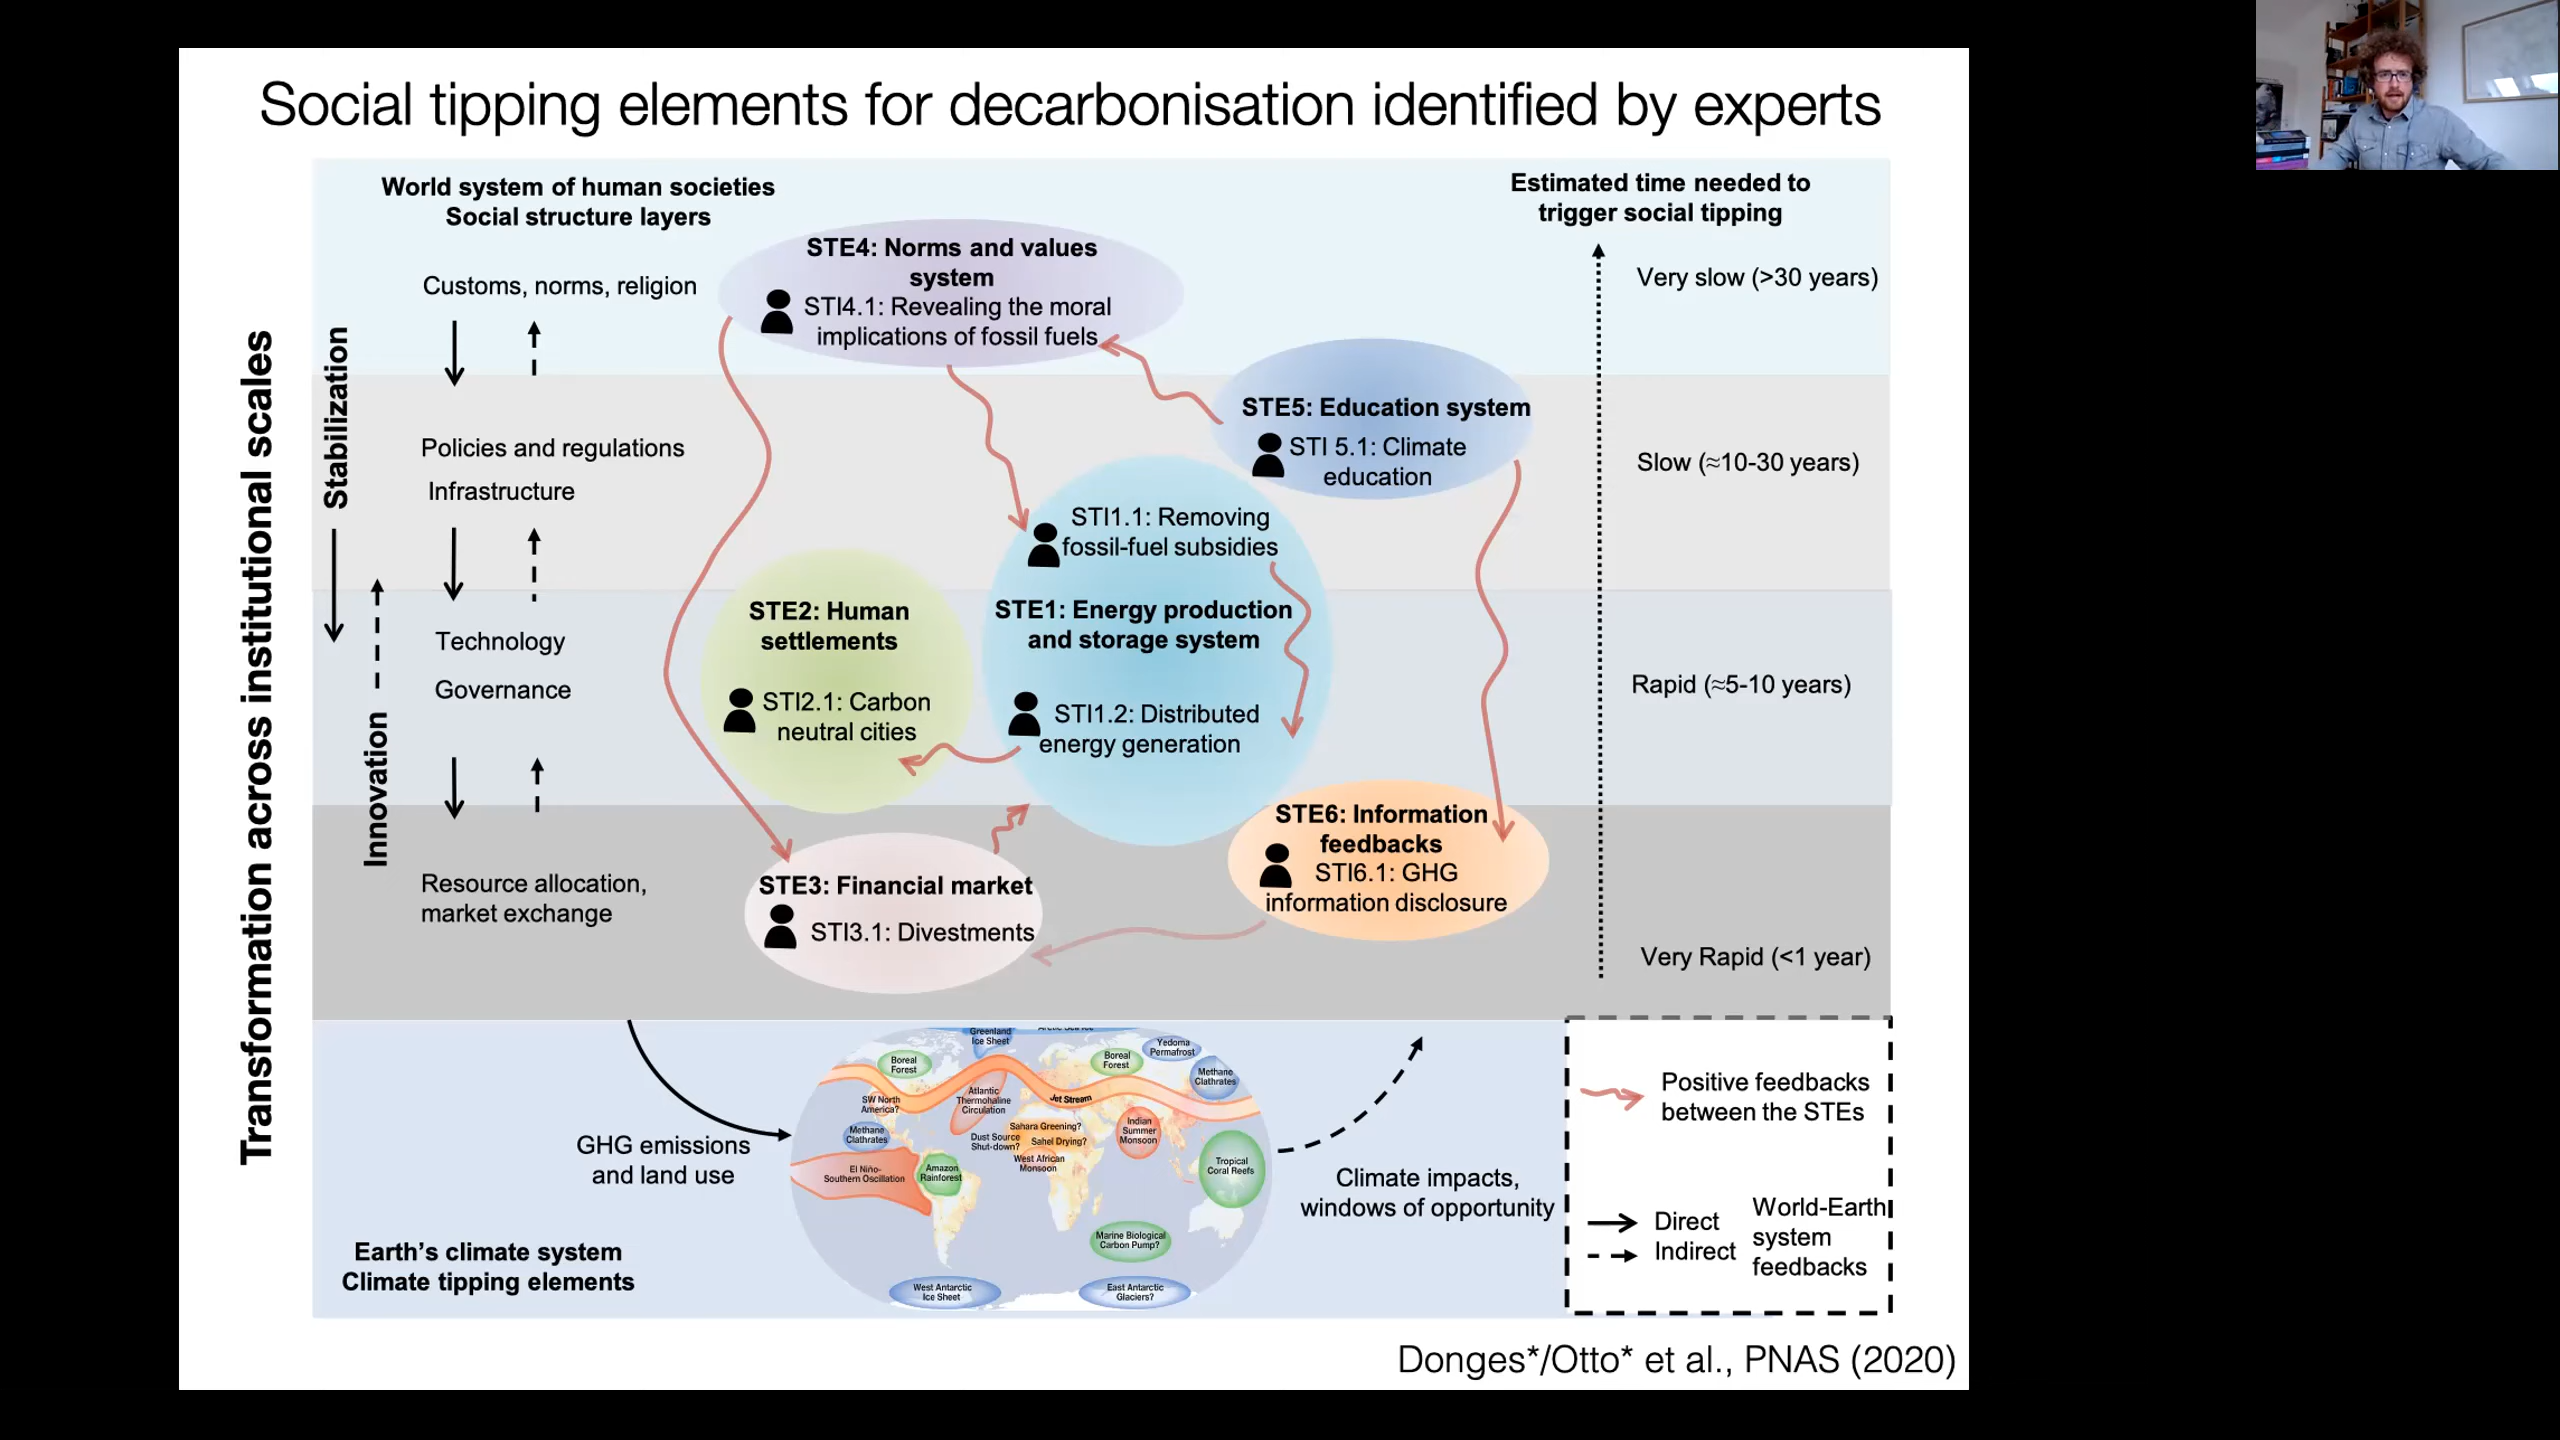 Social tipping elements for decarbonisation identified by experts
Transformation across institutional scales
World system of human societies
Social structure layers
Estimated time needed to
trigger social tipping
Stabilization
Innovation
Customs, norms, religion
Policies and regulations
Infrastructure
Technology
Governance
Resource allocation,
market exchange
STE4: Norms and values
system
STI4.1: Revealing the moral
implications of fossil fuels
STE5: Education system
STI 5.1: Climate
education
STI1.1: Removing
fossil-fuel subsidies
STE1: Energy production
and storage system
STI1.2: Distributed
energy generation
STE2: Human
settlements
STI2.1: Carbon
neutral cities
STE3: Financial market
STI3.1: Divestments
STE6: Information
feedbacks
STI6.1: GHG
information disclosure
Very slow (>30 years)
Slow (≈10-30 years)
Rapid (≈5-10 years)
Very Rapid (<1 year)
GHG emissions
and land use
Earth's climate system
Climate tipping elements
Greenland
Ice Sheet
Arctic Sea Ice
Boreal
Forest
Boreal
Forest
Yedoma
Permafrost
Methane
Clathrates
SW North
America?
Atlantic
Thermohaline
Circulation
Jet Stream
Methane
Clathrates
Sahara Greening?
Dust Source
Shut-down?
Sahel Drying?
West African
Monsoon
Indian
Summer
Monsoon
El Niño-
Southern Oscillation
Amazon
Rainforest
Tropical
Coral Reefs
Marine Biological
Carbon Pump?
West Antarctic
Ice Sheet
East Antarctic
Glaciers?
Climate impacts,
windows of opportunity
Positive feedbacks
between the STEs
Direct
Indirect
World-Earth
system
feedbacks
Donges*/Otto* et al., PNAS (2020)